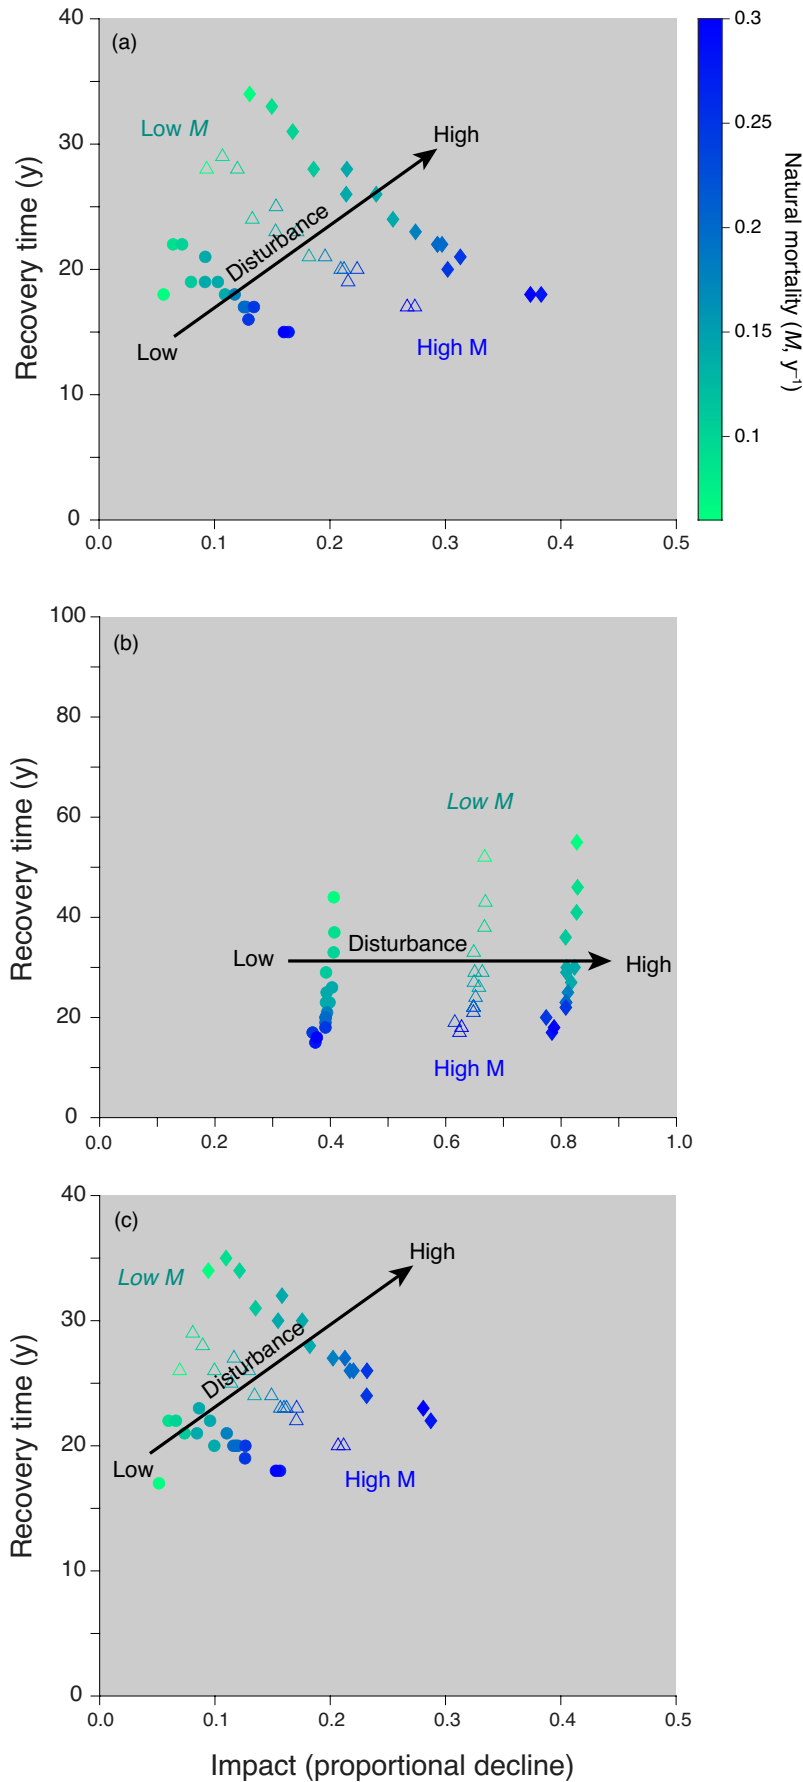 40
30
20
10
0
Recovery time (y)
(a)
Low M
High
Disturbance
Low
High M
0.0
0.1
0.2
0.3
0.4
0.5
0.3
0.25
0.2
0.15
0.1
Natural mortality (M, y–1)
100
80
60
40
20
0
Recovery time (y)
(b)
Low M
Low
Disturbance
High
High M
0.0
0.2
0.4
0.6
0.8
1.0
40
30
20
10
0
Recovery time (y)
(c)
Low M
High
Disturbance
Low
High M
0.0
0.1
0.2
0.3
0.4
0.5
Impact (proportional decline)